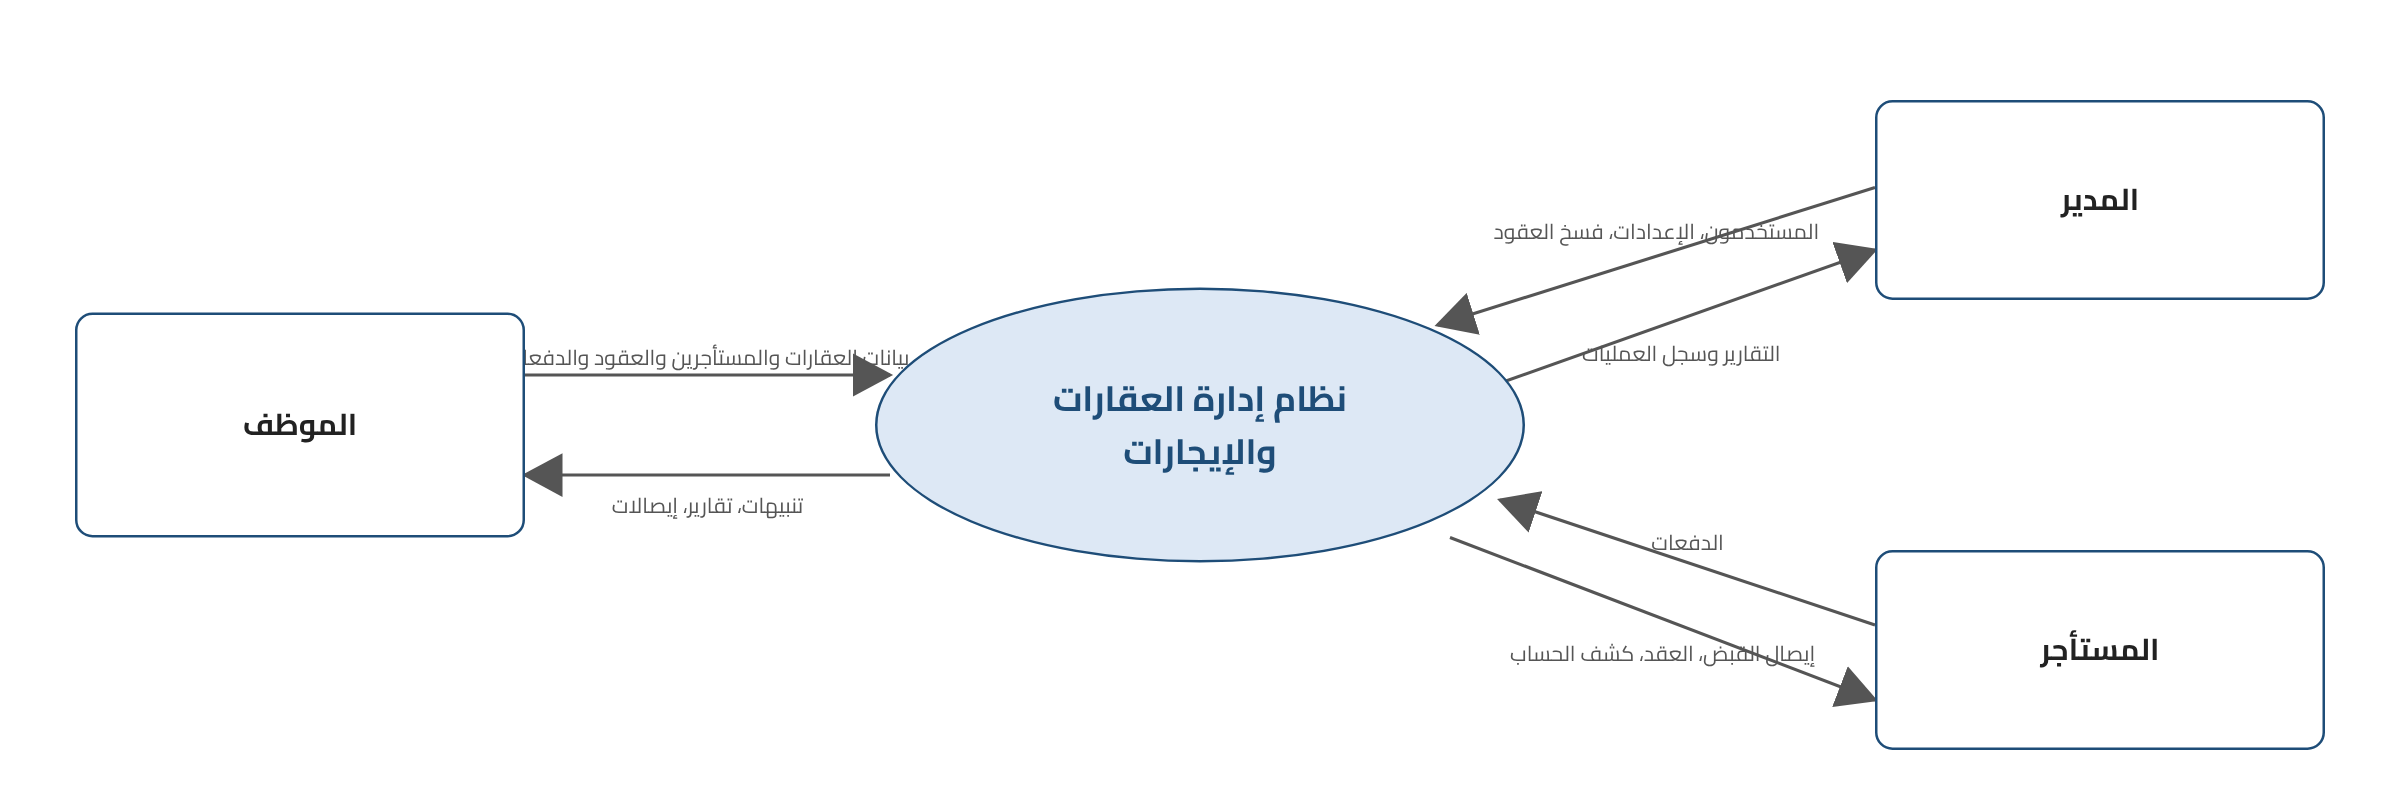 المدير
المستخدمون، الإعدادات، فسخ العقود
التقارير وسجل العمليات
بيانات العقارات والمستأجرين والعقود
تنبيهات، تقارير، إيصالات
الموظف
نظام إدارة العقارات
والإيجارات
الدفعات
إيصال القبض، العقد، كشف الحساب
المستأجر